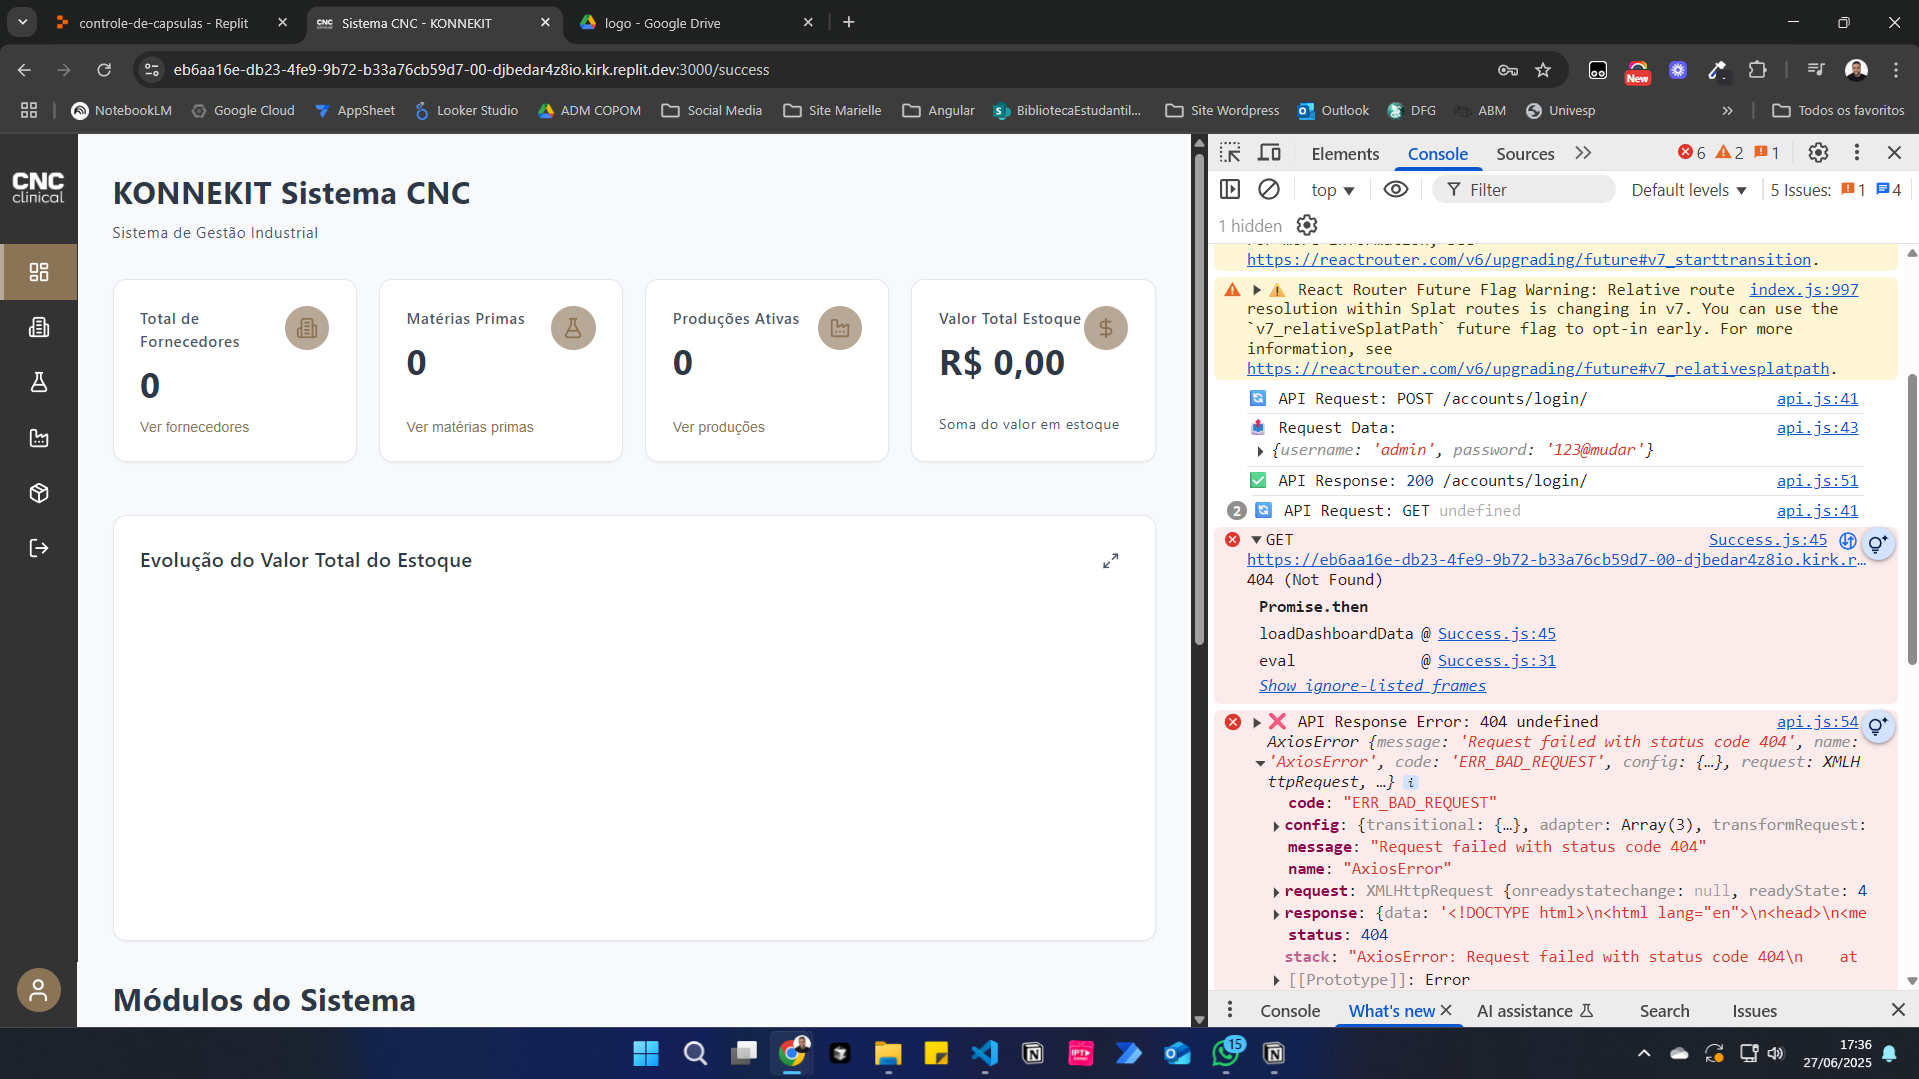 controle-de-capsulas - Replit
CNC Sistema CNC - KONNEKIT
logo - Google Drive
eb6aa16e-db23-4fe9-9b72-b33a76cb59d7-00-djbedar4z8io.kirk.replit.dev:3000/success
New
NotebookLM
Google Cloud
AppSheet
Looker Studio
ADM COPOM
Social Media
Site Marielle
Angular
BibliotecaEstudantil...
Site Wordpress
Outlook
DFG
ABM
Univesp
»
Todos os favoritos
CNC
clinical
KONNEKIT Sistema CNC
Sistema de Gestão Industrial
Total de
Fornecedores
0
Ver fornecedores
Matérias Primas
0
Ver matérias primas
Produções Ativas
0
Ver produções
Valor Total Estoque
$
R$ 0,00
Soma do valor em estoque
Evolução do Valor Total do Estoque
Módulos do Sistema
Elements
Console
Sources
6
2
1
top
Filter
Default levels
5 Issues: 1 4
1 hidden
https://reactrouter.com/v6/upgrading/future#v7_starttransition.
React Router Future Flag Warning: Relative route index.js:997
resolution within Splat routes is changing in v7. You can use the
`v7_relativeSplatPath` future flag to opt-in early. For more
information, see
https://reactrouter.com/v6/upgrading/future#v7_relativesplatpath.
API Request: POST /accounts/login/ api.js:41
Request Data: api.js:43
{username: 'admin', password: '123@mudar'}
API Response: 200 /accounts/login/ api.js:51
2 API Request: GET undefined api.js:41
GET Success.js:45
https://eb6aa16e-db23-4fe9-9b72-b33a76cb59d7-00-djbedar4z8io.kirk.r…
404 (Not Found)
Promise.then
loadDashboardData @ Success.js:45
eval @ Success.js:31
Show ignore-listed frames
API Response Error: 404 undefined api.js:54
AxiosError {message: 'Request failed with status code 404', name:
'AxiosError', code: 'ERR_BAD_REQUEST', config: {…}, request: XMLH
ttpRequest, …} i
code: "ERR_BAD_REQUEST"
config: {transitional: {…}, adapter: Array(3), transformRequest:
message: "Request failed with status code 404"
name: "AxiosError"
request: XMLHttpRequest {onreadystatechange: null, readyState: 4
response: {data: '<!DOCTYPE html>\n<html lang="en">\n<head>\n<me
status: 404
stack: "AxiosError: Request failed with status code 404\n at
[[Prototype]]: Error
Console
What's new
AI assistance
Search
Issues
IPT
15
17:36
27/06/2025